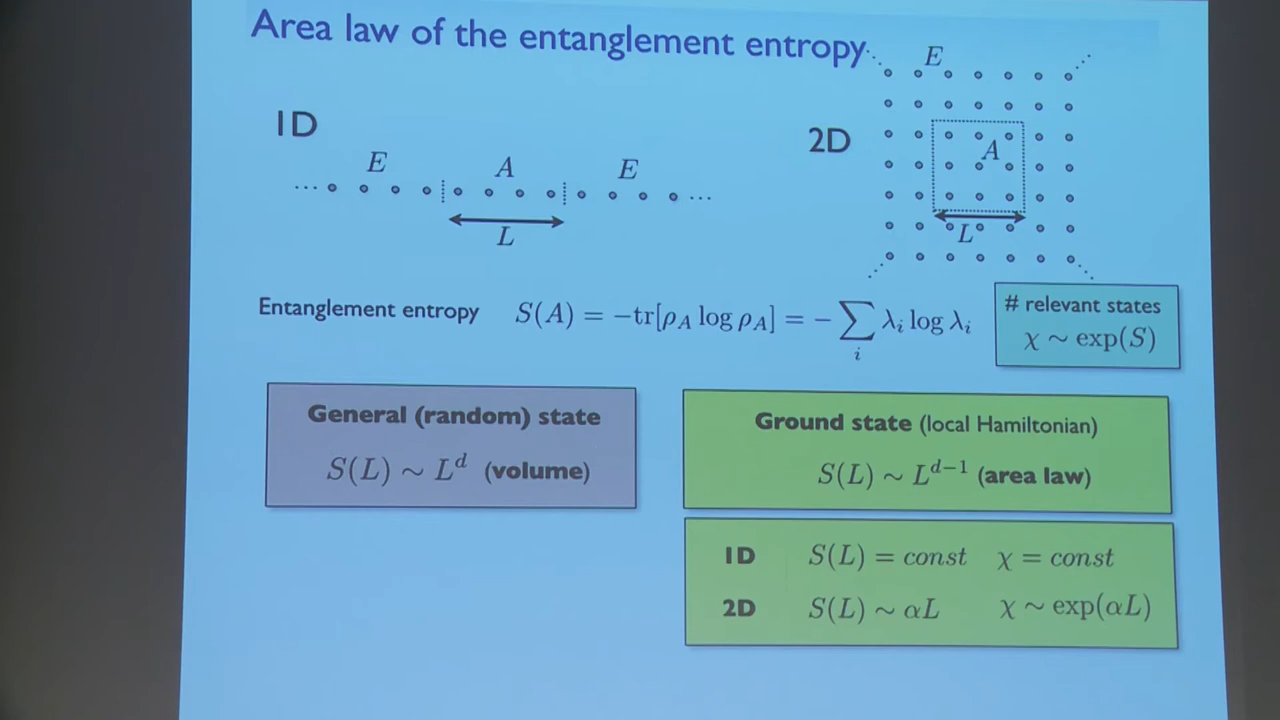 Area law of the entanglement entropy
1D
E A E
L
2D
E
A
L
Entanglement entropy S(A) = −tr[ρ_A log ρ_A] = − ∑_i λ_i log λ_i
# relevant states
χ ~ exp(S)
General (random) state
S(L) ~ L^d (volume)
Ground state (local Hamiltonian)
S(L) ~ L^{d−1} (area law)
1D S(L) = const χ = const
2D S(L) ~ αL χ ~ exp(αL)